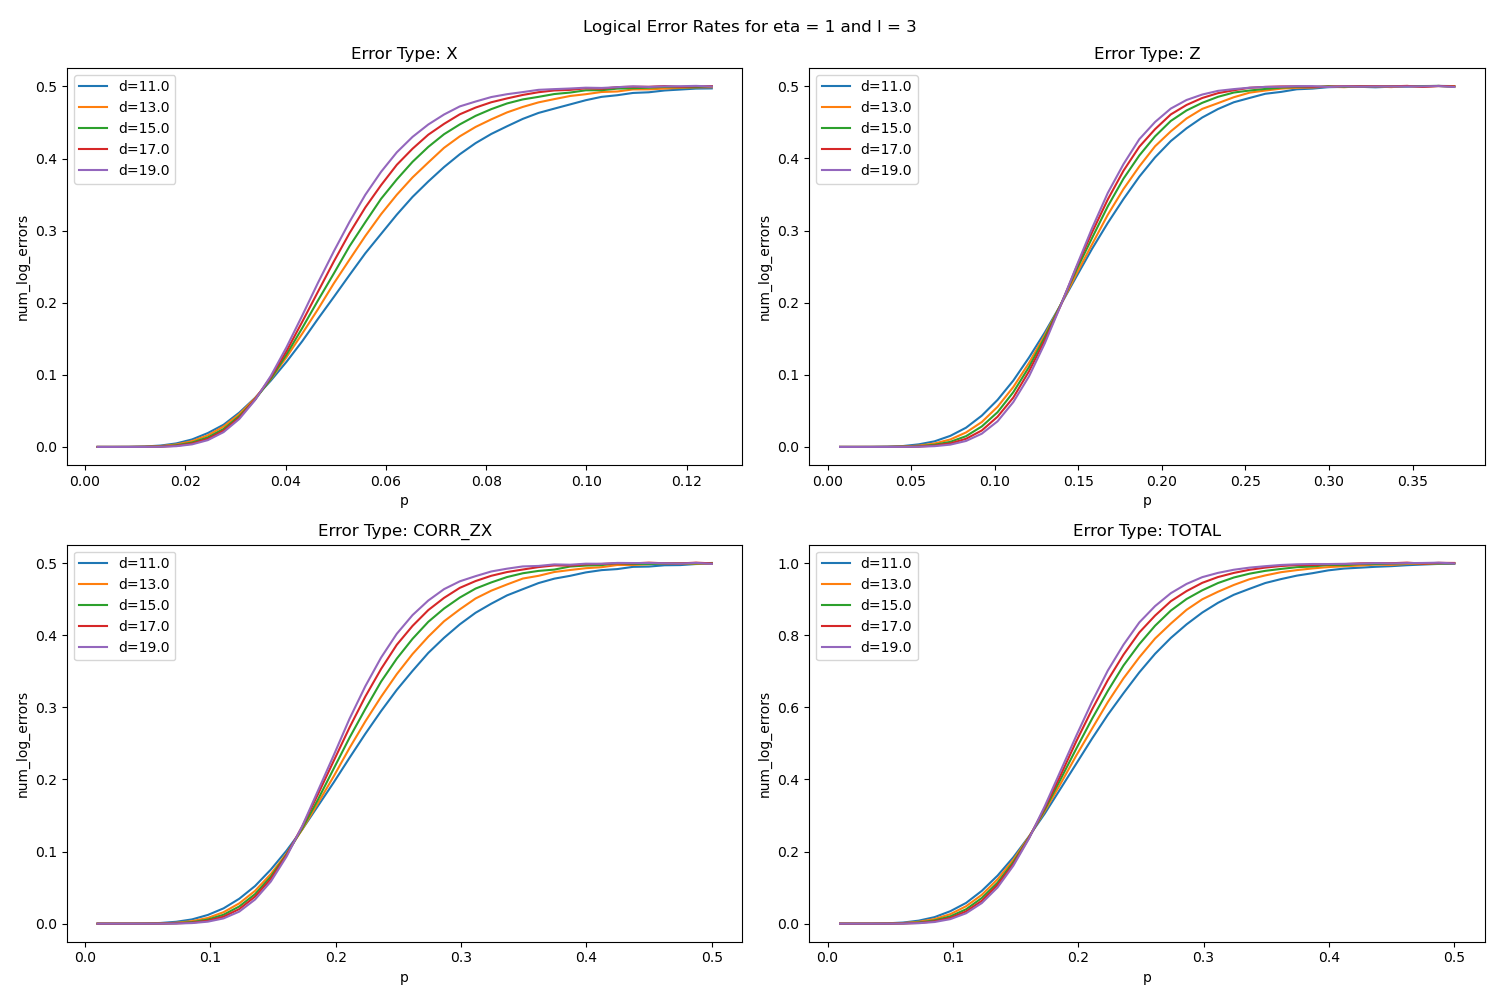 Logical Error Rates for eta = 1 and l = 3
Error Type: X
num_log_errors
0.5
0.4
0.3
0.2
0.1
0.0
d=11.0
d=13.0
d=15.0
d=17.0
d=19.0
0.00 0.02 0.04 0.06 0.08 0.10 0.12
p
Error Type: Z
num_log_errors
0.5
0.4
0.3
0.2
0.1
0.0
d=11.0
d=13.0
d=15.0
d=17.0
d=19.0
0.00 0.05 0.10 0.15 0.20 0.25 0.30 0.35
p
Error Type: CORR_ZX
num_log_errors
0.5
0.4
0.3
0.2
0.1
0.0
d=11.0
d=13.0
d=15.0
d=17.0
d=19.0
0.0 0.1 0.2 0.3 0.4 0.5
p
Error Type: TOTAL
num_log_errors
1.0
0.8
0.6
0.4
0.2
0.0
d=11.0
d=13.0
d=15.0
d=17.0
d=19.0
0.0 0.1 0.2 0.3 0.4 0.5
p